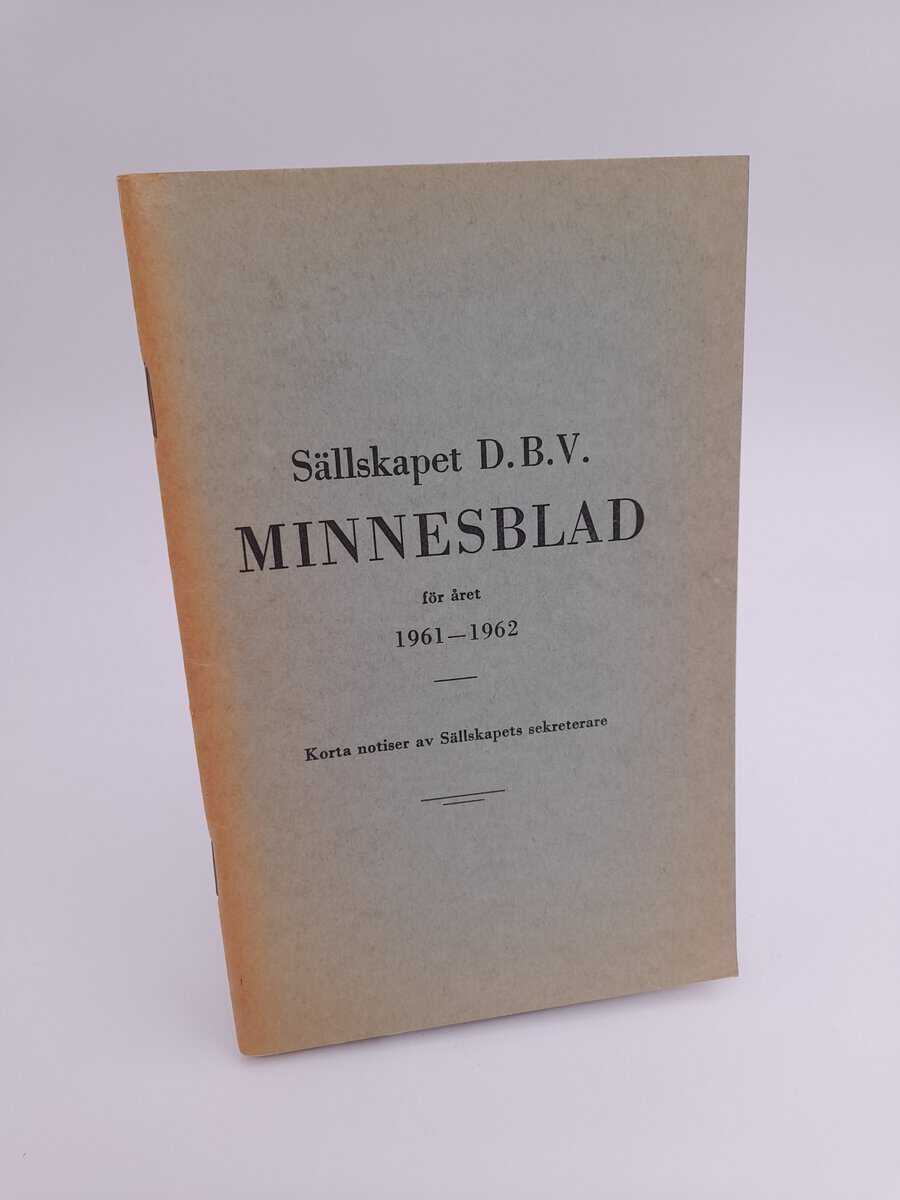 Sällskapet D.B.V.
MINNESBLAD
för året
1961—1962
Korta notiser av Sällskapets sekreterare